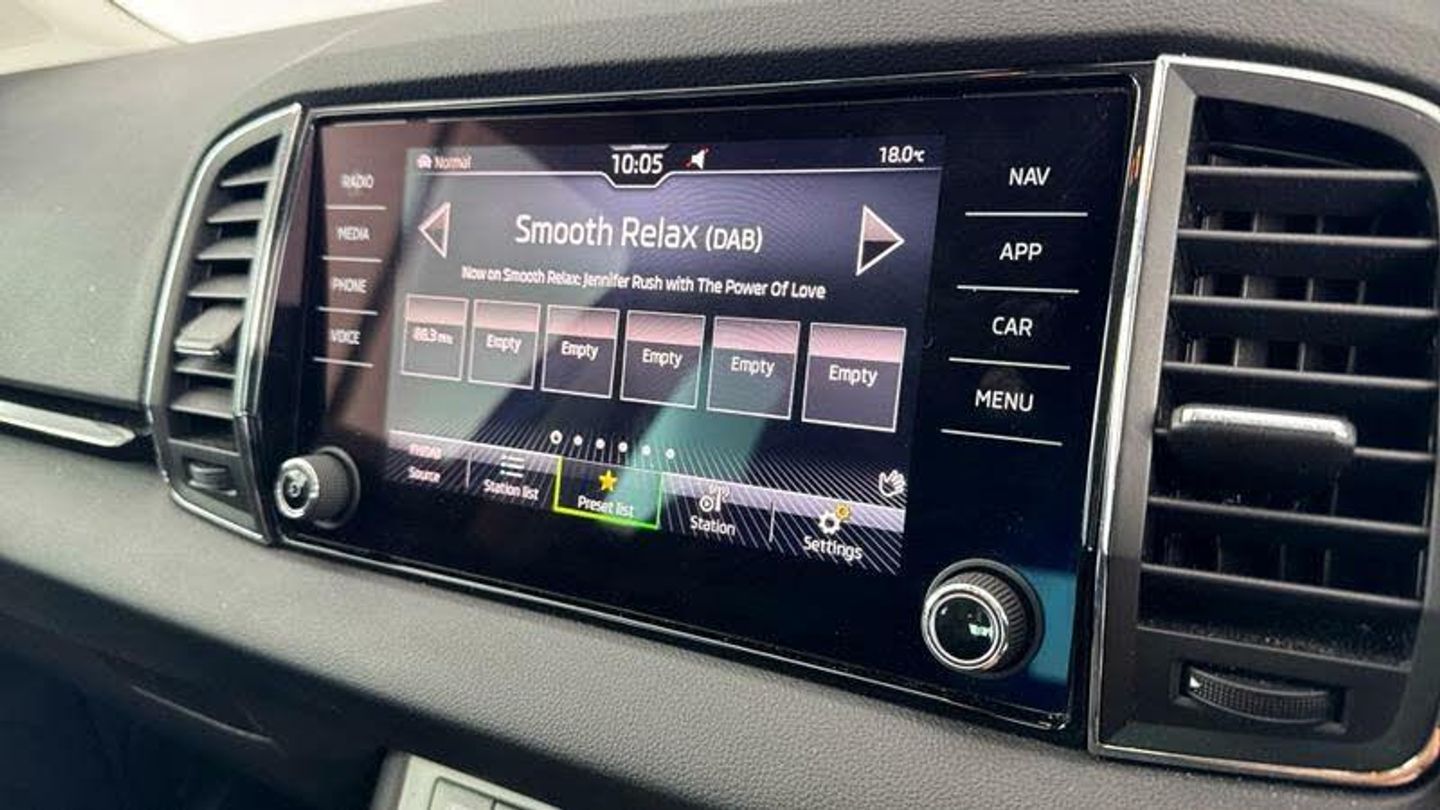 Normal
10:05
18.0°C
RADIO
MEDIA
PHONE
VOICE
Smooth Relax (DAB)
Now on Smooth Relax: Jennifer Rush with The Power Of Love
Empty
Empty
Empty
Empty
Empty
Source
Station list
Preset list
Station
Settings
NAV
APP
CAR
MENU